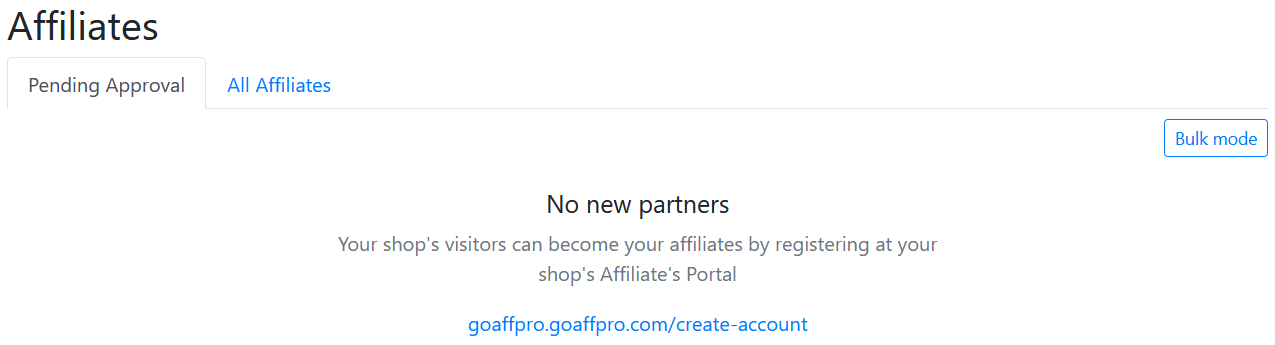 Affiliates
Pending Approval
All Affiliates
Bulk mode
No new partners
Your shop's visitors can become your affiliates by registering at your
shop's Affiliate's Portal
goaffpro.goaffpro.com/create-account